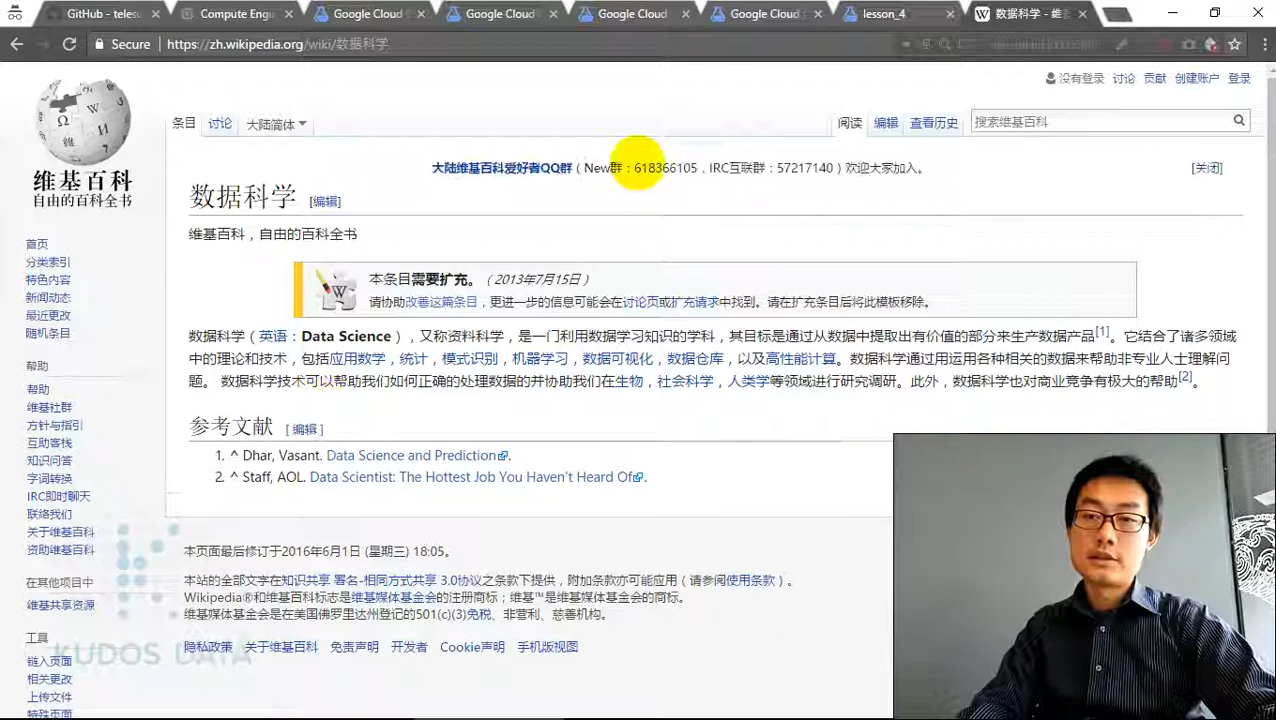 GitHub - telesu
Compute Engi
Google Cloud
Google Cloud
Google Cloud
Google Cloud
lesson_4
数据科学 - 维基
Secure
https://zh.wikipedia.org/wiki/数据科学
没有登录 讨论 贡献 创建账户 登录
条目 讨论 大陆简体
阅读 编辑 查看历史
搜索维基百科
维基百科
自由的百科全书
大陆维基百科爱好者QQ群（New群：618366105，IRC互联群：57217140）欢迎大家加入。
[关闭]
数据科学 [编辑]
维基百科，自由的百科全书
本条目需要扩充。（2013年7月15日）
请协助改善这篇条目，更进一步的信息可能会在讨论页或扩充请求中找到。请在扩充条目后将此模板移除。
数据科学（英语：Data Science），又称资料科学，是一门利用数据学习知识的学科，其目标是通过从数据中提取出有价值的部分来生产数据产品[1]。它结合了诸多领域
中的理论和技术，包括应用数学，统计，模式识别，机器学习，数据可视化，数据仓库，以及高性能计算。数据科学通过用运用各种相关的数据来帮助非专业人士理解问
题。 数据科学技术可以帮助我们如何正确的处理数据的并协助我们在生物，社会科学，人类学等领域进行研究调研。此外，数据科学也对商业竞争有极大的帮助[2]。
参考文献 [编辑]
1. ^ Dhar, Vasant. Data Science and Prediction.
2. ^ Staff, AOL. Data Scientist: The Hottest Job You Haven't Heard Of.
本页面最后修订于2016年6月1日 (星期三) 18:05。
本站的全部文字在知识共享 署名-相同方式共享 3.0协议之条款下提供，附加条款亦可能应用（请参阅使用条款）。
Wikipedia®和维基百科标志是维基媒体基金会的注册商标；维基™是维基媒体基金会的商标。
维基媒体基金会是在美国佛罗里达州登记的501(c)(3)免税、非营利、慈善机构。
隐私政策 关于维基百科 免责声明 开发者 Cookie声明 手机版视图
首页
分类索引
特色内容
新闻动态
最近更改
随机条目
帮助
帮助
维基社群
方针与指引
互助客栈
知识问答
字词转换
IRC即时聊天
联络我们
关于维基百科
资助维基百科
在其他项目中
维基共享资源
工具
链入页面
相关更改
上传文件
特殊页面
KUDOS DATA